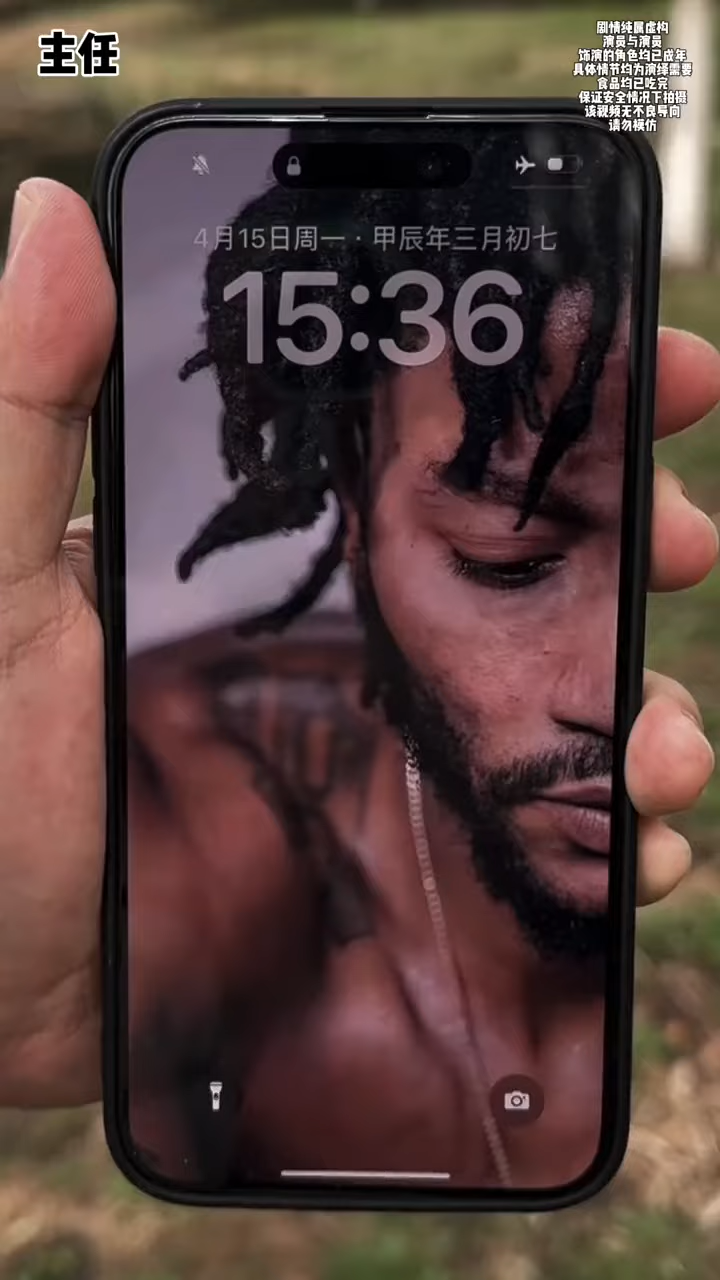 主任
剧情纯属虚构
演员与演员
饰演的角色均已成年
具体情节均为演绎需要
食品均已吃完
保证安全情况下拍摄
该视频无不良导向
请勿模仿
4月15日周一 · 甲辰年三月初七
15:36